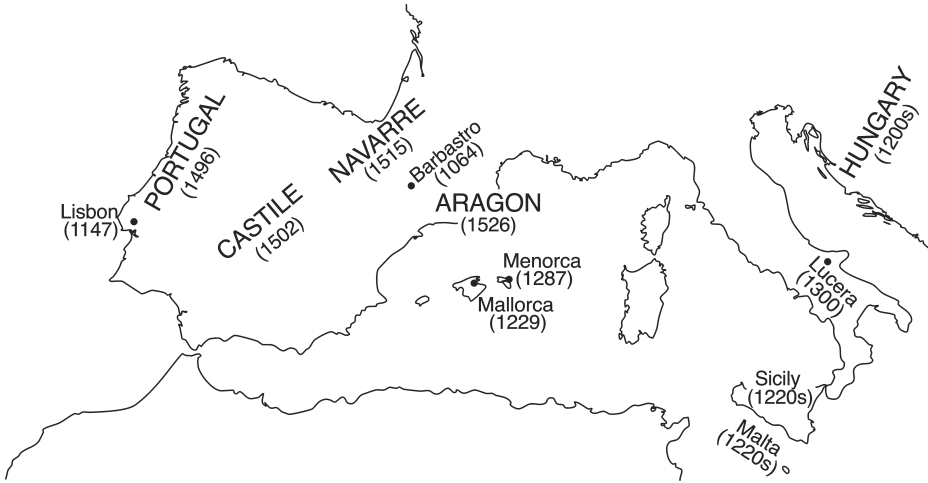 PORTUGAL
(1496)
Lisbon
(1147)
CASTILE
(1502)
NAVARRE
(1515)
Barbastro
(1064)
ARAGON
(1526)
Menorca
(1287)
Mallorca
(1229)
HUNGARY
(1200s)
Lucera
(1300)
Sicily
(1220s)
Malta
(1220s)